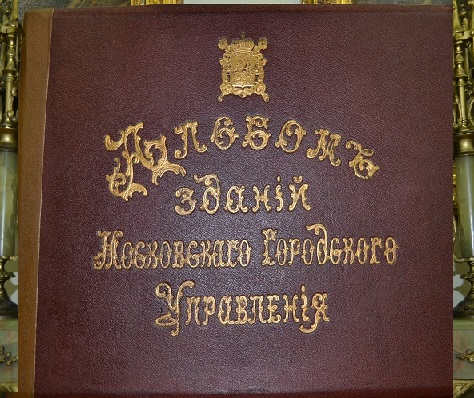 Альбомъ
зданій
Московскаго Городского
Управленія